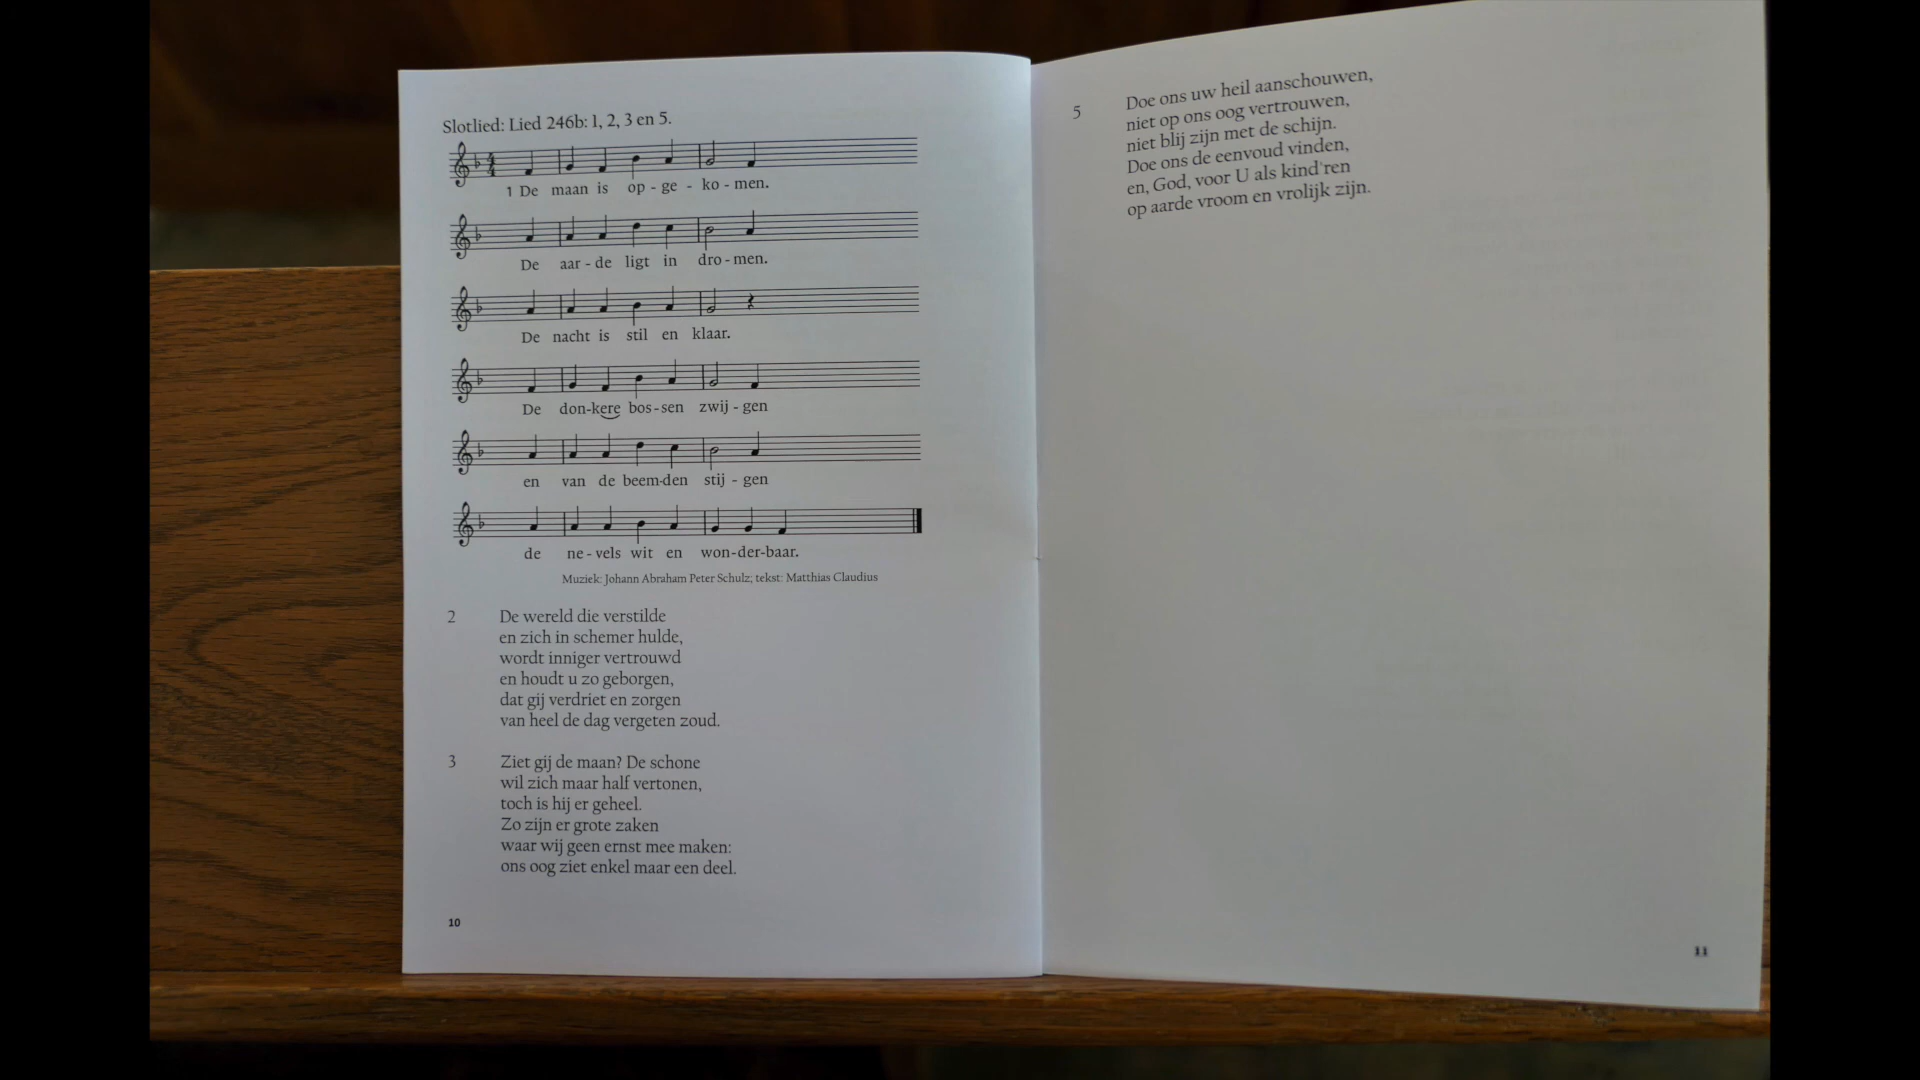 Slotlied: Lied 246b: 1, 2, 3 en 5.
1 De maan is op - ge - ko - men.
De aar - de ligt in dro - men.
De nacht is stil en klaar.
De don-kere bos - sen zwij - gen
en van de beem-den stij - gen
de ne - vels wit en won-der-baar.
Muziek: Johann Abraham Peter Schulz; tekst: Matthias Claudius
2 De wereld die verstilde
en zich in schemer hulde,
wordt inniger vertrouwd
en houdt u zo geborgen,
dat gij verdriet en zorgen
van heel de dag vergeten zoud.
3 Ziet gij de maan? De schone
wil zich maar half vertonen,
toch is hij er geheel.
Zo zijn er grote zaken
waar wij geen ernst mee maken:
ons oog ziet enkel maar een deel.
10
5 Doe ons uw heil aanschouwen,
niet op ons oog vertrouwen,
niet blij zijn met de schijn.
Doe ons de eenvoud vinden,
en, God, voor U als kind'ren
op aarde vroom en vrolijk zijn.
11